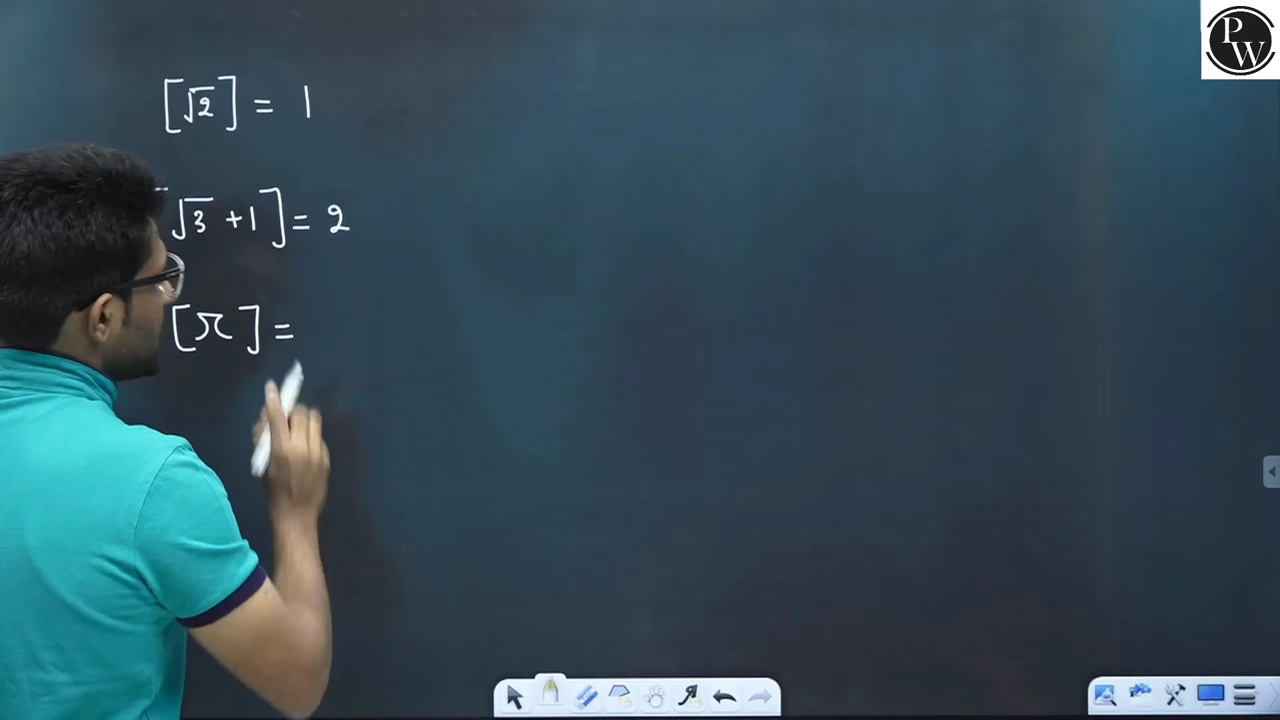 PW
[√2] = 1
√3 + 1] = 2
[π] =